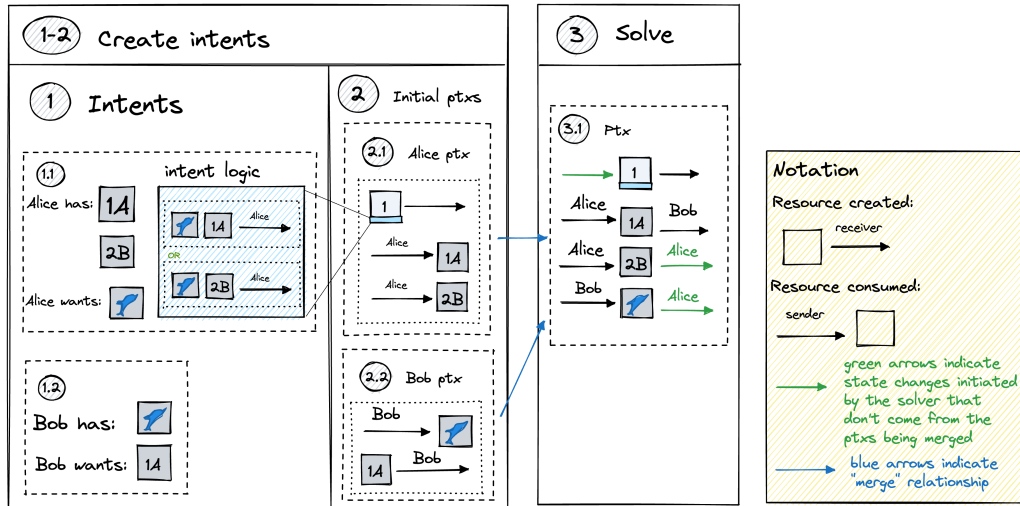 1-2 Create intents
1 Intents
1.1
intent logic
Alice has: 1A
2B
Alice wants:
1A Alice
OR
2B Alice
1.2
Bob has:
Bob wants: 1A
2 Initial ptxs
2.1 Alice ptx
1
Alice 1A
Alice 2B
2.2 Bob ptx
Bob
1A Bob
3 Solve
3.1 Ptx
1
Alice 1A Bob
Alice 2B Alice
Bob Alice
Notation
Resource created:
receiver
Resource consumed:
sender
green arrows indicate
state changes initiated
by the solver that
don't come from the
ptxs being merged
blue arrows indicate
"merge" relationship